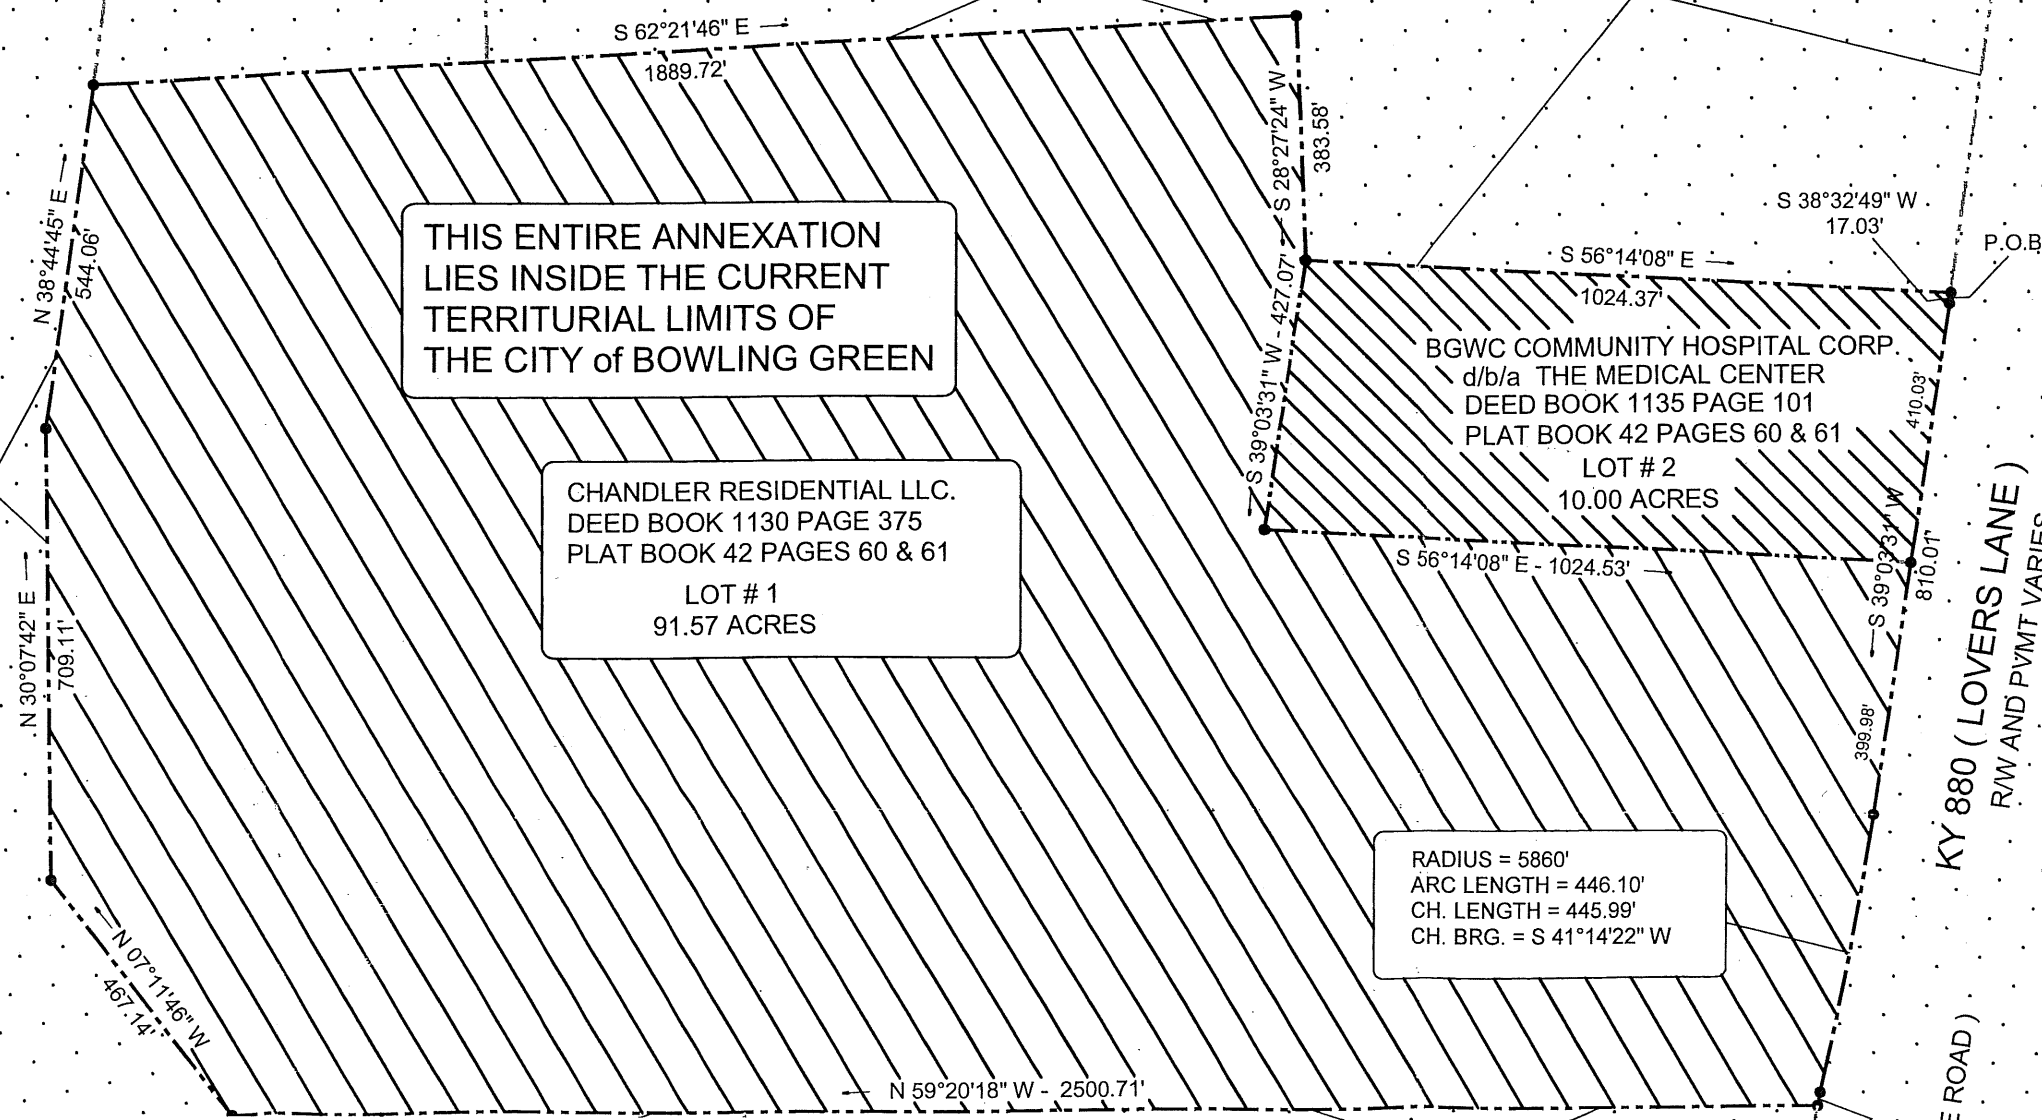 S 62°21'46" E
1889.72'
S 28°27'24" W
383.58'
N 38°44'45" E
544.06'
THIS ENTIRE ANNEXATION
LIES INSIDE THE CURRENT
TERRITURIAL LIMITS OF
THE CITY of BOWLING GREEN
S 38°32'49" W
17.03'
P.O.B
S 56°14'08" E
1024.37'
S 39°03'31" W - 427.07'
BGWC COMMUNITY HOSPITAL CORP.
d/b/a THE MEDICAL CENTER
DEED BOOK 1135 PAGE 101
PLAT BOOK 42 PAGES 60 & 61
LOT # 2
10.00 ACRES
410.03'
CHANDLER RESIDENTIAL LLC.
DEED BOOK 1130 PAGE 375
PLAT BOOK 42 PAGES 60 & 61
LOT # 1
91.57 ACRES
S 56°14'08" E - 1024.53'
S 39°03'31" W
810.01'
399.98'
KY 880 ( LOVERS LANE )
R/W AND PVMT VARIES
N 30°07'42" E
709.11'
RADIUS = 5860'
ARC LENGTH = 446.10'
CH. LENGTH = 445.99'
CH. BRG. = S 41°14'22" W
N 07°11'46" W
467.14'
N 59°20'18" W - 2500.71'
E ROAD )